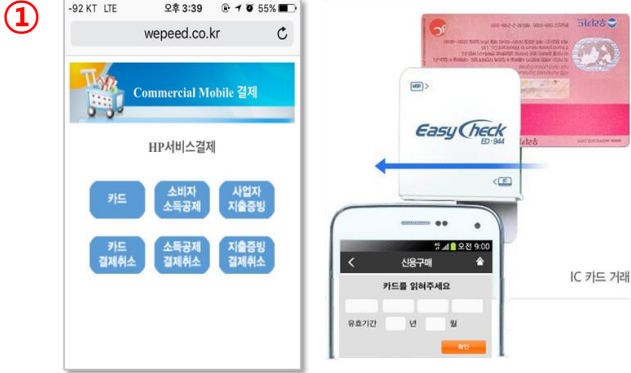 ①
-92 KT LTE 오후 3:39 55%
wepeed.co.kr
Commercial Mobile 결제
HP서비스결제
카드
소비자
소득공제
사업자
지출증빙
카드
결제취소
소득공제
결제취소
지출증빙
결제취소
Easy Check
ED-944
오전 9:00
신용구매
카드를 읽혀주세요
유효기간 년 월
확인
IC 카드 거래